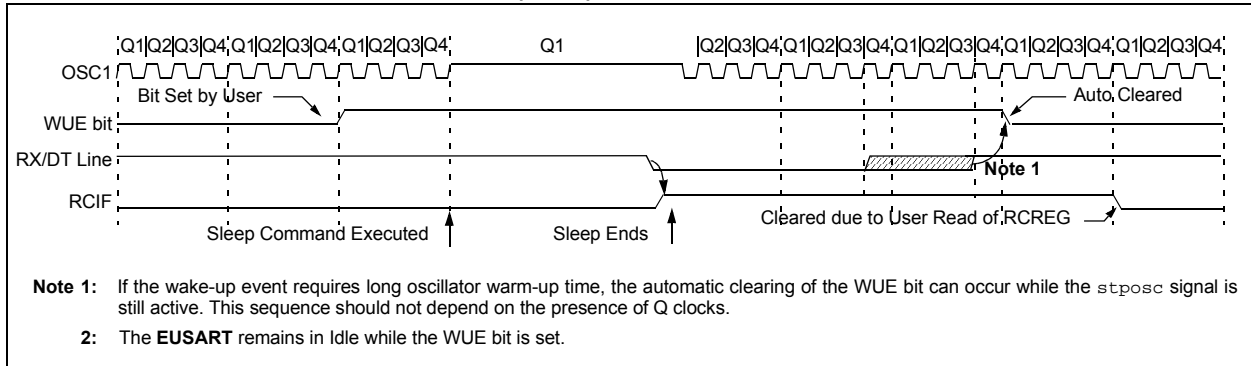 Q1|Q2|Q3|Q4 Q1|Q2|Q3|Q4 Q1|Q2|Q3|Q4 Q1 |Q2|Q3|Q4 Q1|Q2|Q3|Q4 Q1|Q2|Q3|Q4 Q1|Q2|Q3|Q4 Q1|Q2|Q3|Q4
OSC1
Bit Set by User Auto Cleared
WUE bit
RX/DT Line
Note 1
RCIF
Cleared due to User Read of RCREG
Sleep Command Executed Sleep Ends
Note 1: If the wake-up event requires long oscillator warm-up time, the automatic clearing of the WUE bit can occur while the stposc signal is
still active. This sequence should not depend on the presence of Q clocks.
2: The EUSART remains in Idle while the WUE bit is set.